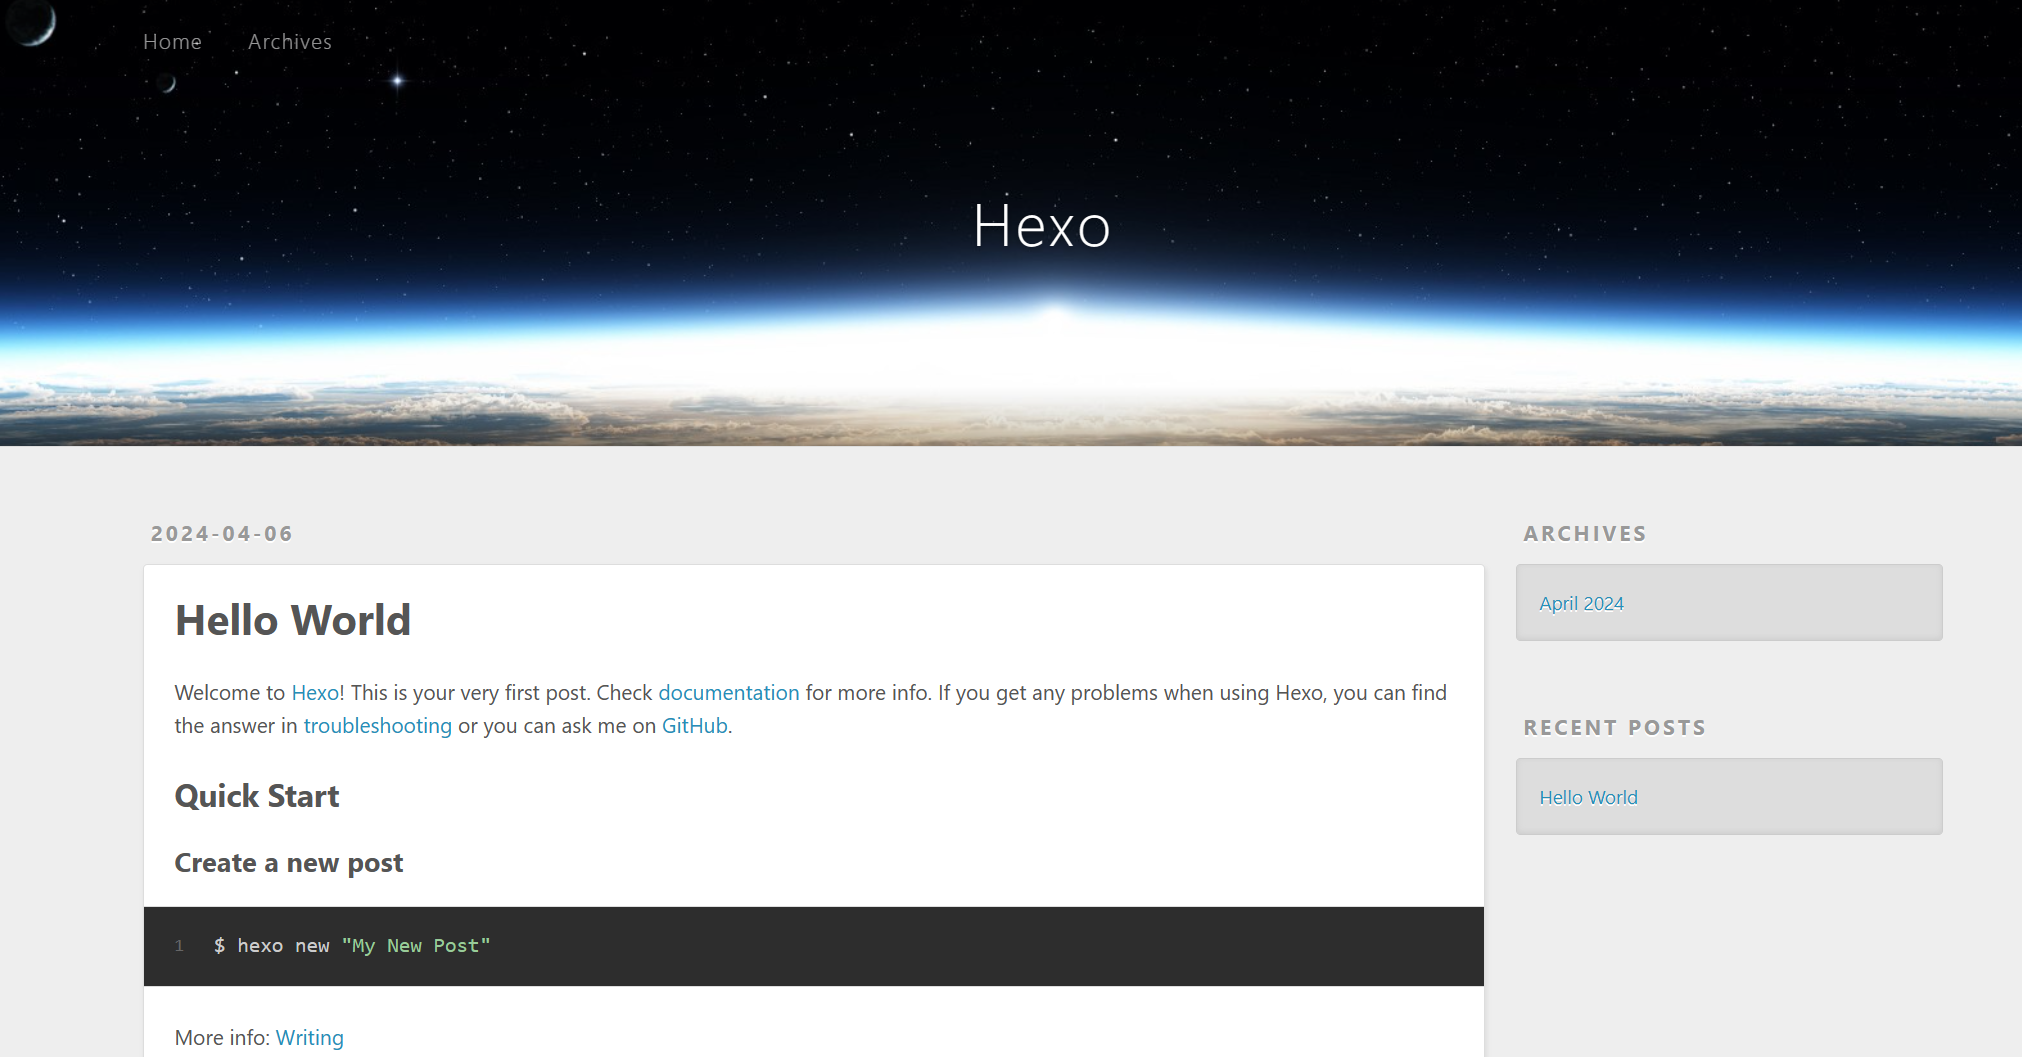 Home Archives
Hexo
2024-04-06
Hello World
Welcome to Hexo! This is your very first post. Check documentation for more info. If you get any problems when using Hexo, you can find
the answer in troubleshooting or you can ask me on GitHub.
Quick Start
Create a new post
1 $ hexo new "My New Post"
More info: Writing
ARCHIVES
April 2024
RECENT POSTS
Hello World